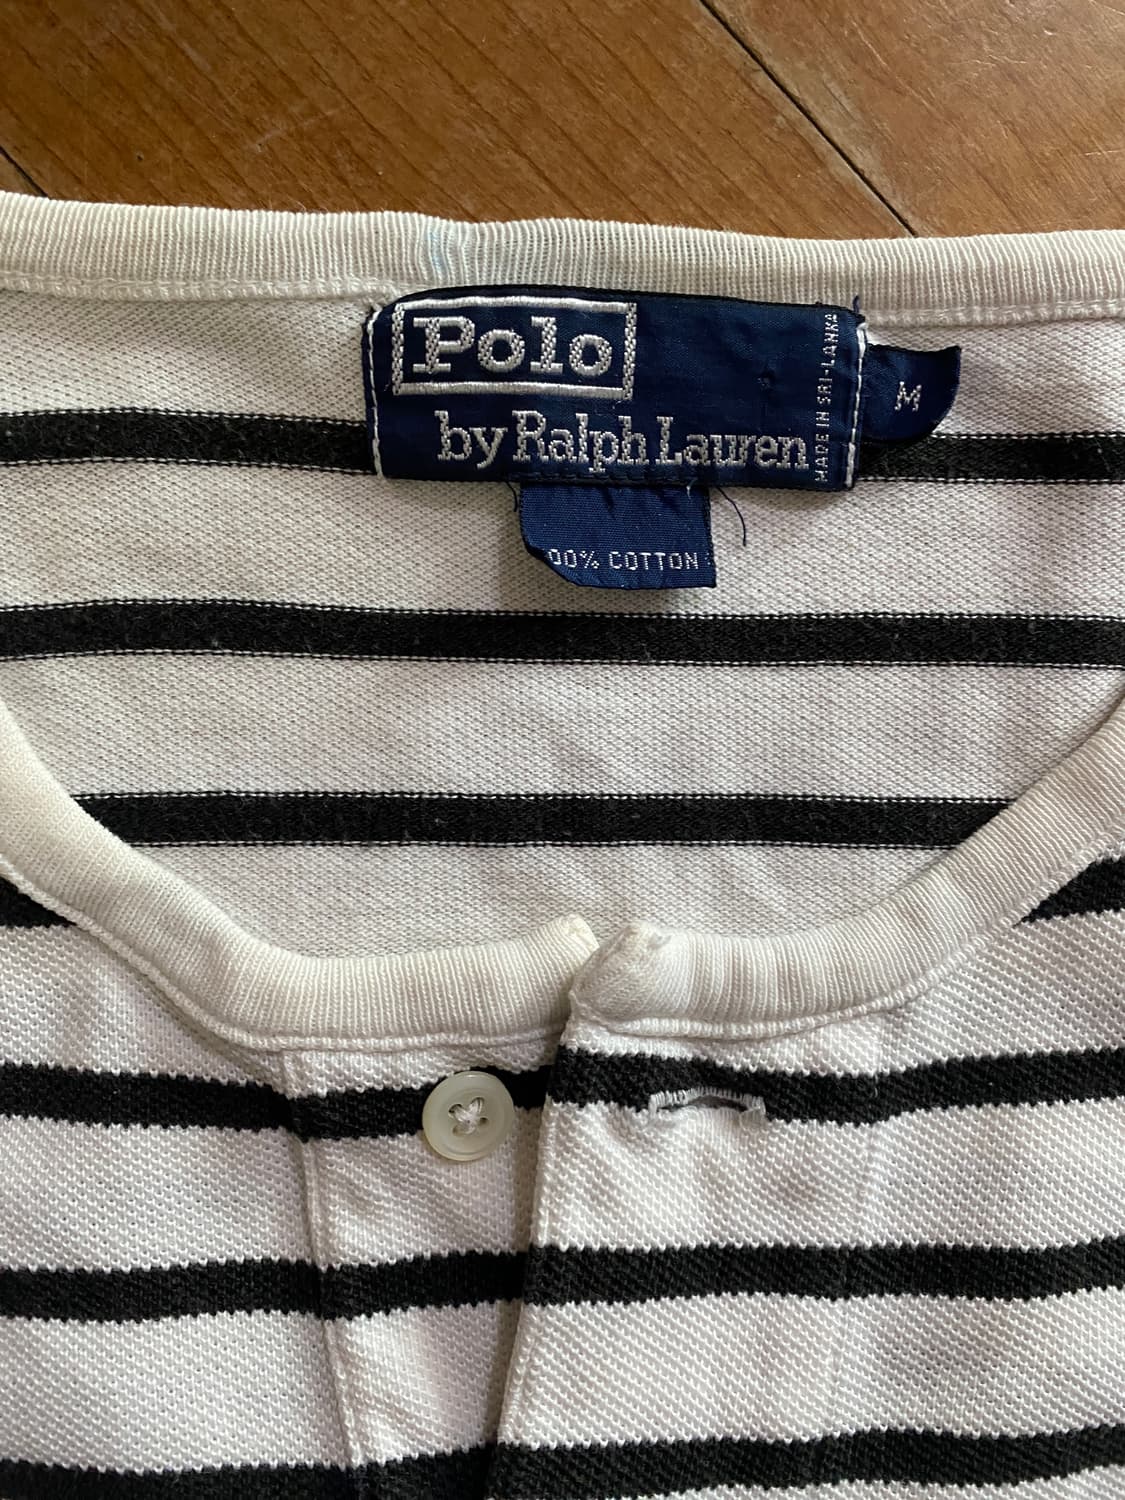 Polo
by Ralph Lauren
MADE IN SRI-LANKA
M
00% COTTON